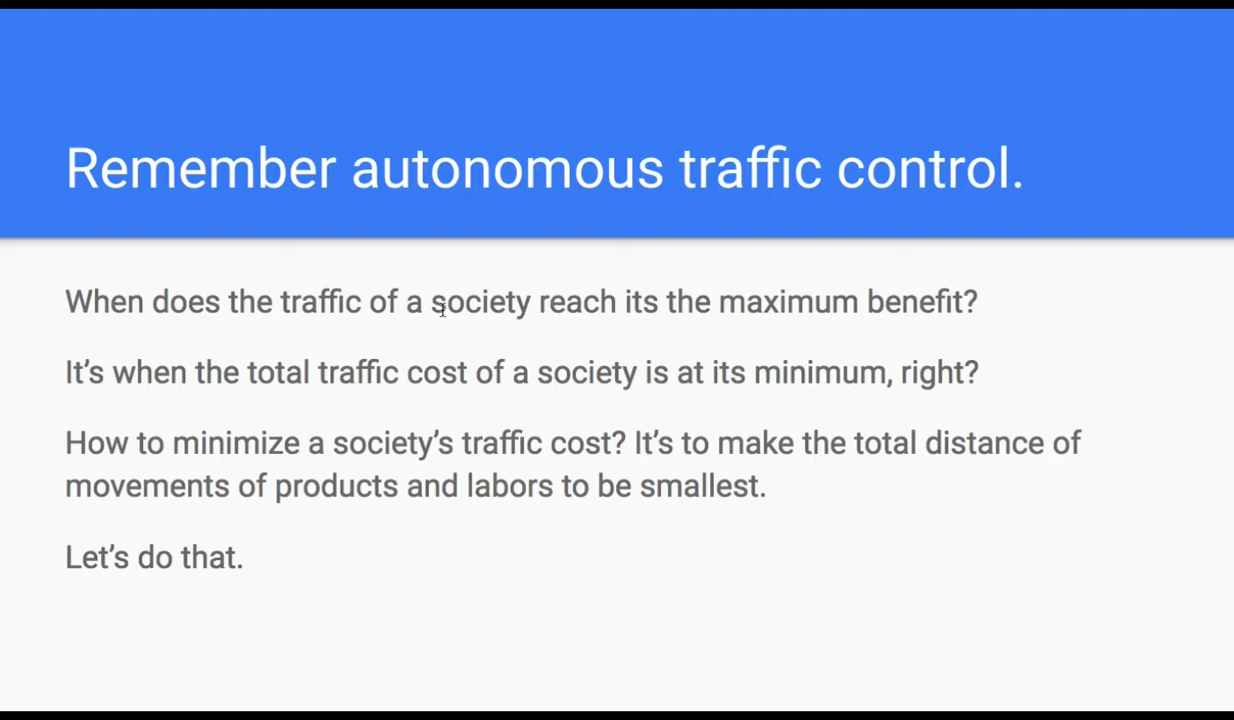 Remember autonomous traffic control.
When does the traffic of a society reach its the maximum benefit?
It's when the total traffic cost of a society is at its minimum, right?
How to minimize a society's traffic cost? It's to make the total distance of
movements of products and labors to be smallest.
Let's do that.